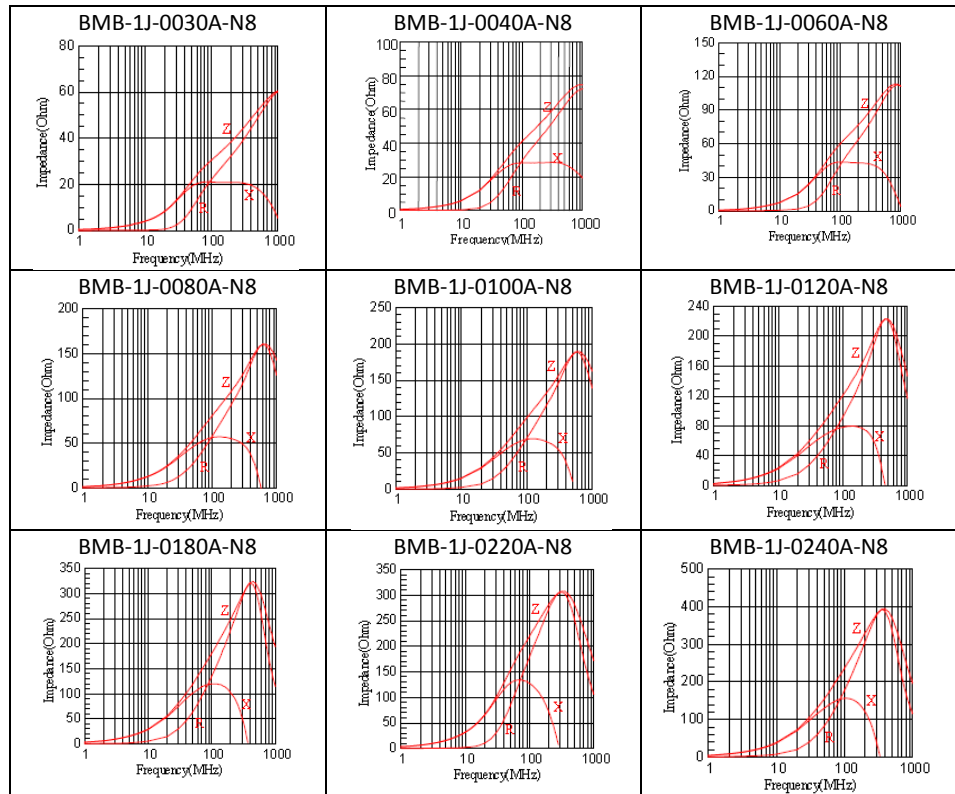 BMB-1J-0030A-N8
80
60
40
20
0
Impedance(Ohm)
Z
R
X
1 10 100 1000
Frequency(MHz)
BMB-1J-0040A-N8
100
80
60
40
20
0
Impedance(Ohm)
Z
X
R
1 10 100 1000
Frequency(MHz)
BMB-1J-0060A-N8
150
120
90
60
30
0
Impedance(Ohm)
Z
X
R
1 10 100 1000
Frequency(MHz)
BMB-1J-0080A-N8
200
150
100
50
0
Impedance(Ohm)
Z
X
R
1 10 100 1000
Frequency(MHz)
BMB-1J-0100A-N8
250
200
150
100
50
0
Impedance(Ohm)
Z
X
R
1 10 100 1000
Frequency(MHz)
BMB-1J-0120A-N8
240
200
160
120
80
40
0
Impedance(Ohm)
Z
X
R
1 10 100 1000
Frequency(MHz)
BMB-1J-0180A-N8
350
300
250
200
150
100
50
0
Impedance(Ohm)
Z
X
R
1 10 100 1000
Frequency(MHz)
BMB-1J-0220A-N8
350
300
250
200
150
100
50
0
Impedance(Ohm)
Z
X
R
1 10 100 1000
Frequency(MHz)
BMB-1J-0240A-N8
500
400
300
200
100
0
Impedance(Ohm)
Z
X
R
1 10 100 1000
Frequency(MHz)